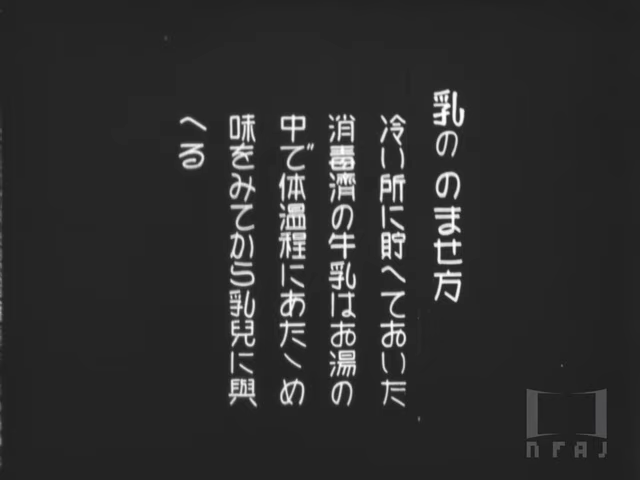 乳の のませ方
冷い所に貯へておいた
消毒濟の牛乳はお湯の
中で体温程にあたゝめ
味をみてから乳兒に與
へる
NFAJ